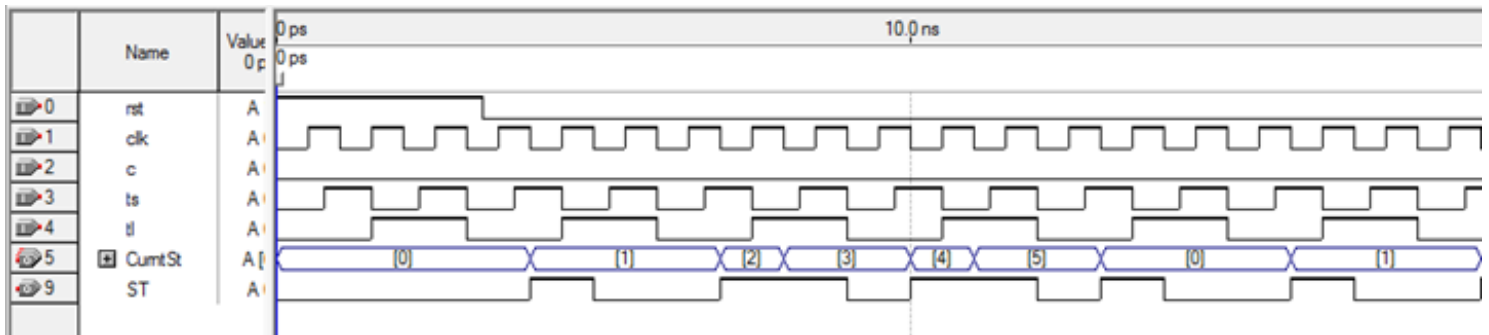 Name
Value
0 p
0 ps
10.0 ns
0 ps
0 rst A
1 clk A
2 c A
3 ts A
4 tl A
5 CurntSt A [
[0] [1] [2] [3] [4] [5] [0] [1]
9 ST A